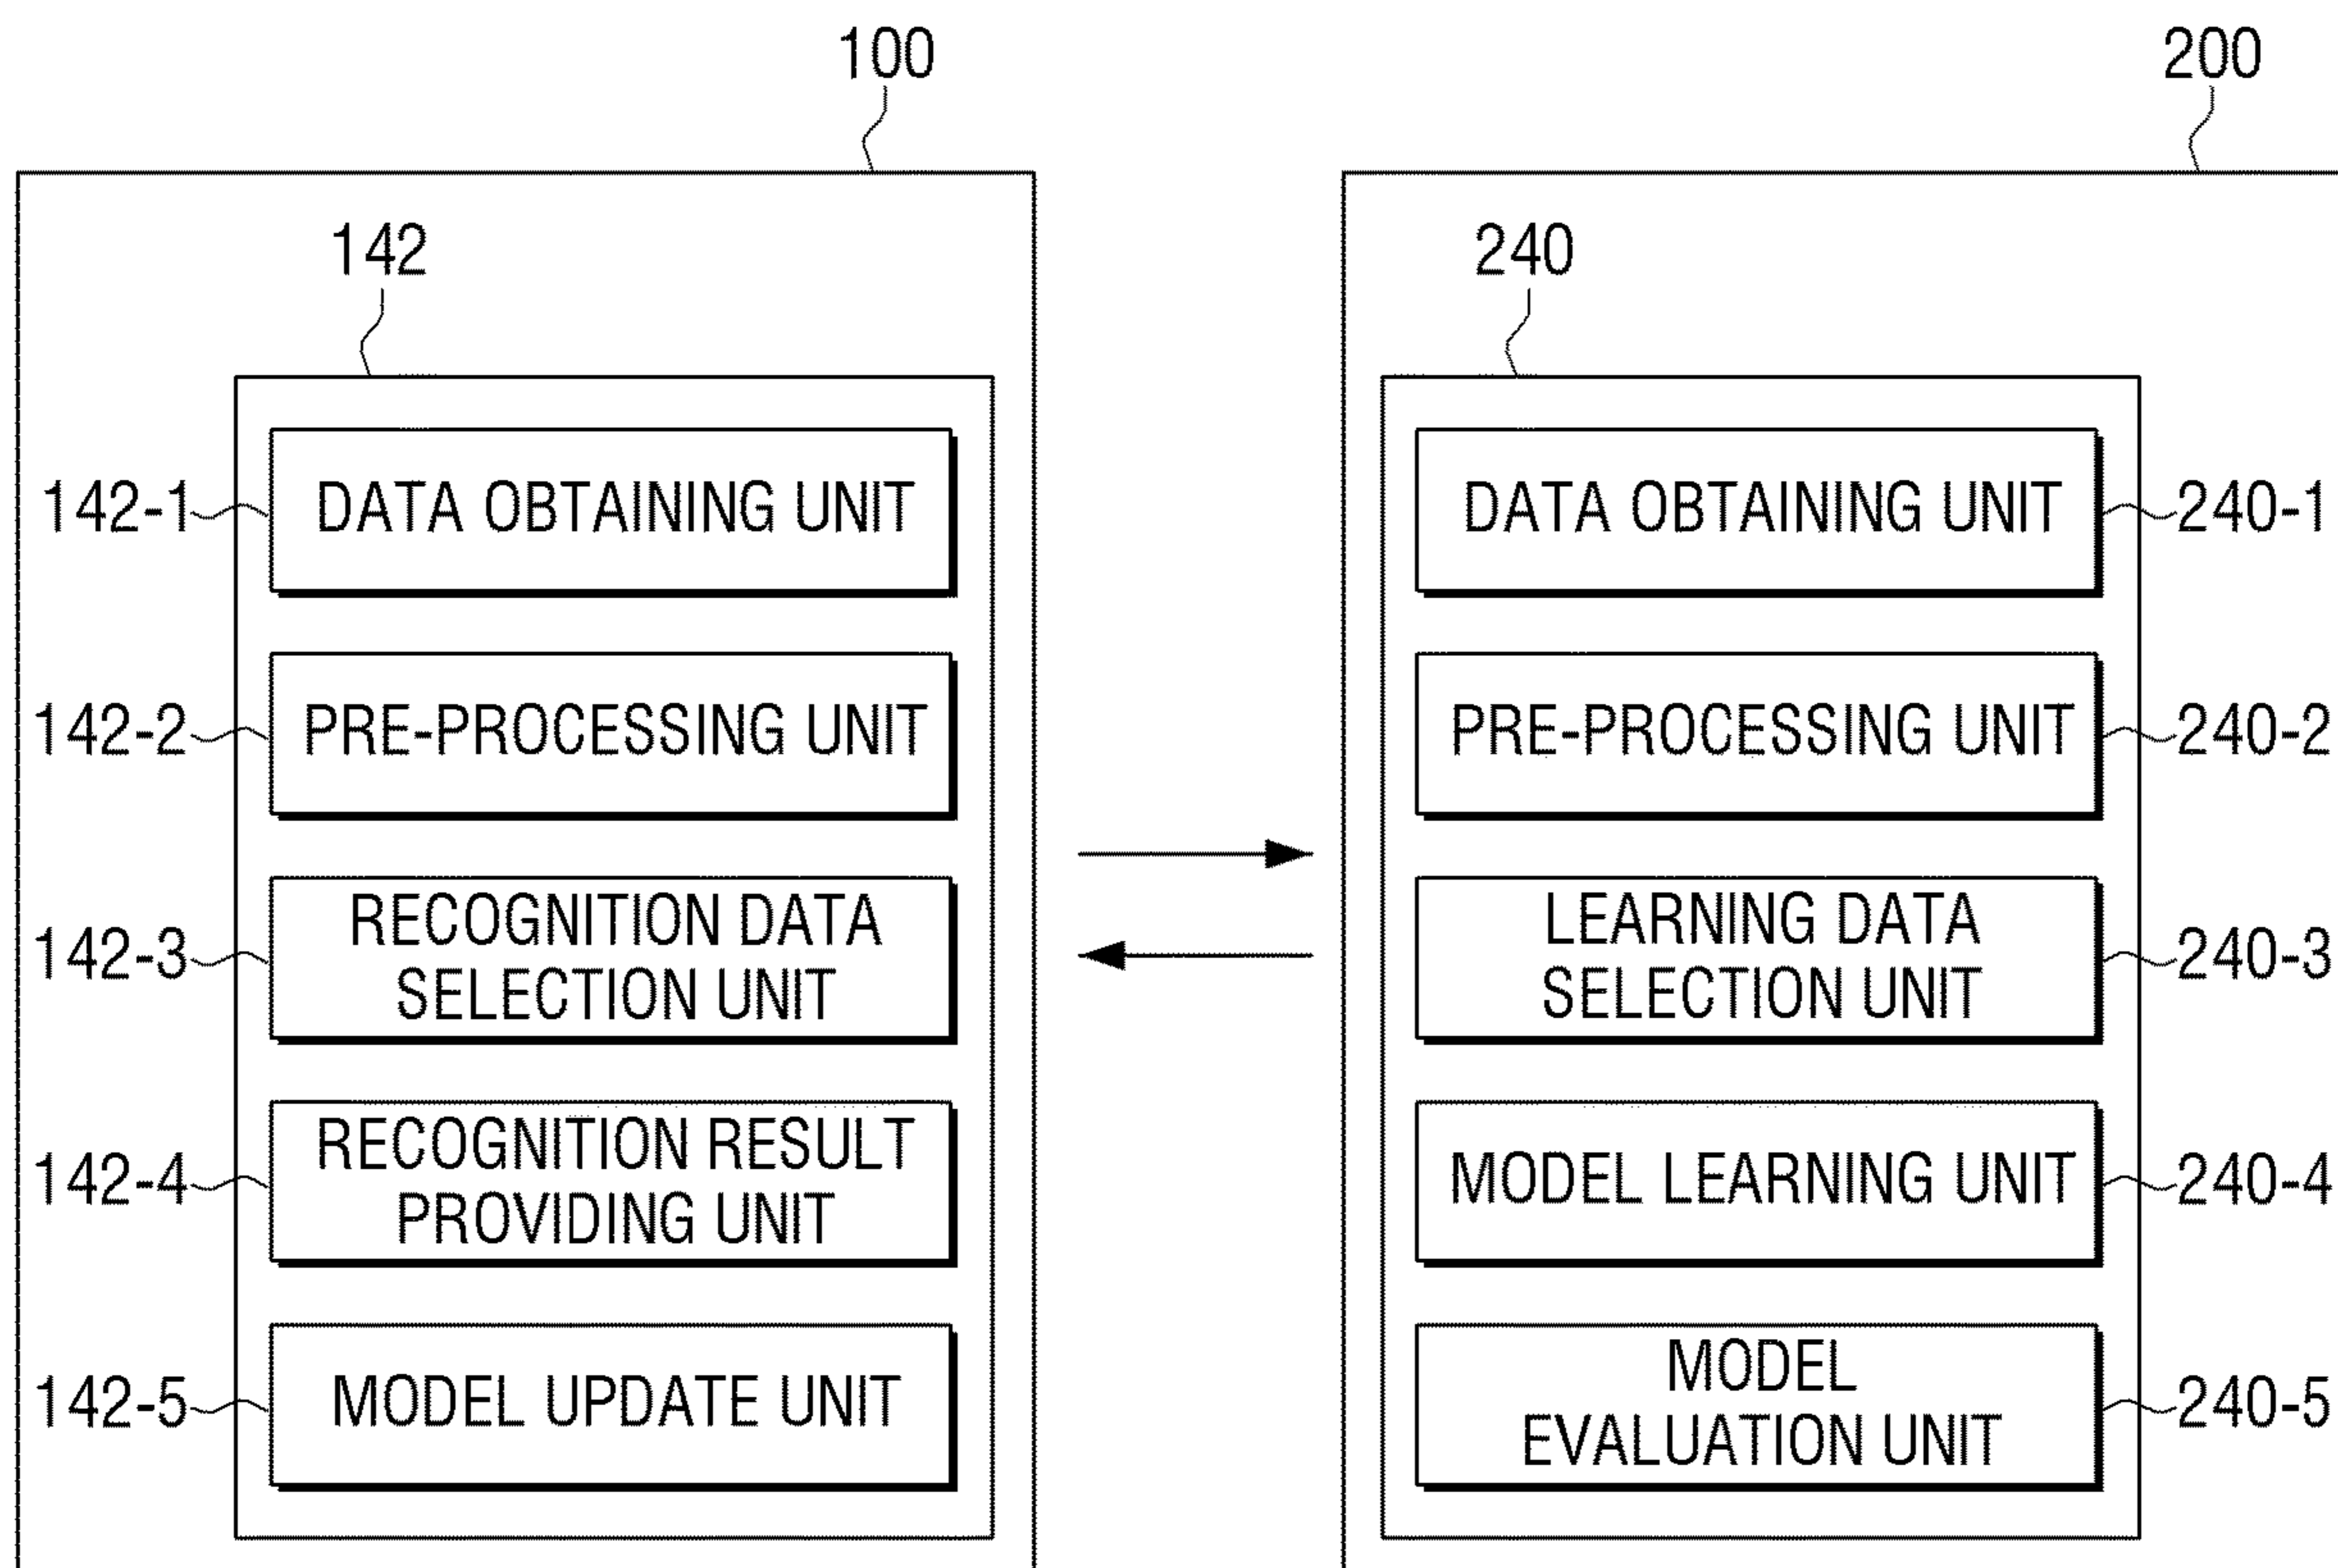 100
200
142
240
142-1
DATA OBTAINING UNIT
DATA OBTAINING UNIT
240-1
142-2
PRE-PROCESSING UNIT
PRE-PROCESSING UNIT
240-2
142-3
RECOGNITION DATA
SELECTION UNIT
LEARNING DATA
SELECTION UNIT
240-3
142-4
RECOGNITION RESULT
PROVIDING UNIT
MODEL LEARNING UNIT
240-4
142-5
MODEL UPDATE UNIT
MODEL
EVALUATION UNIT
240-5